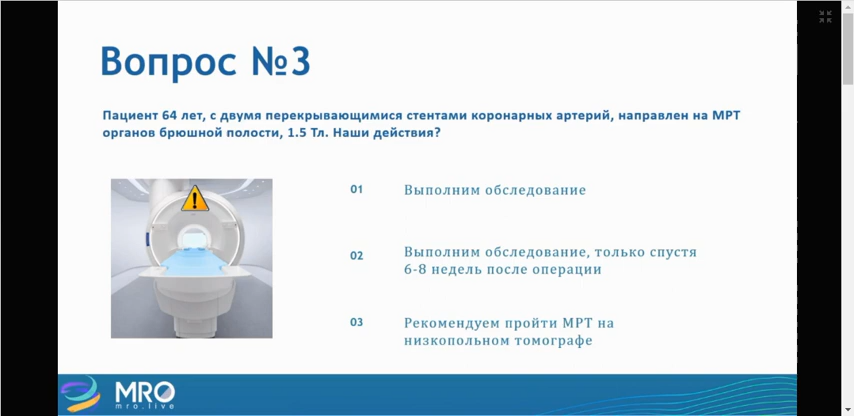 Вопрос №3
Пациент 64 лет, с двумя перекрывающимися стентами коронарных артерий, направлен на МРТ
органов брюшной полости, 1.5 Тл. Наши действия?
01 Выполним обследование
02 Выполним обследование, только спустя
6-8 недель после операции
03 Рекомендуем пройти МРТ на
низкопольном томографе
MRO
mro.live